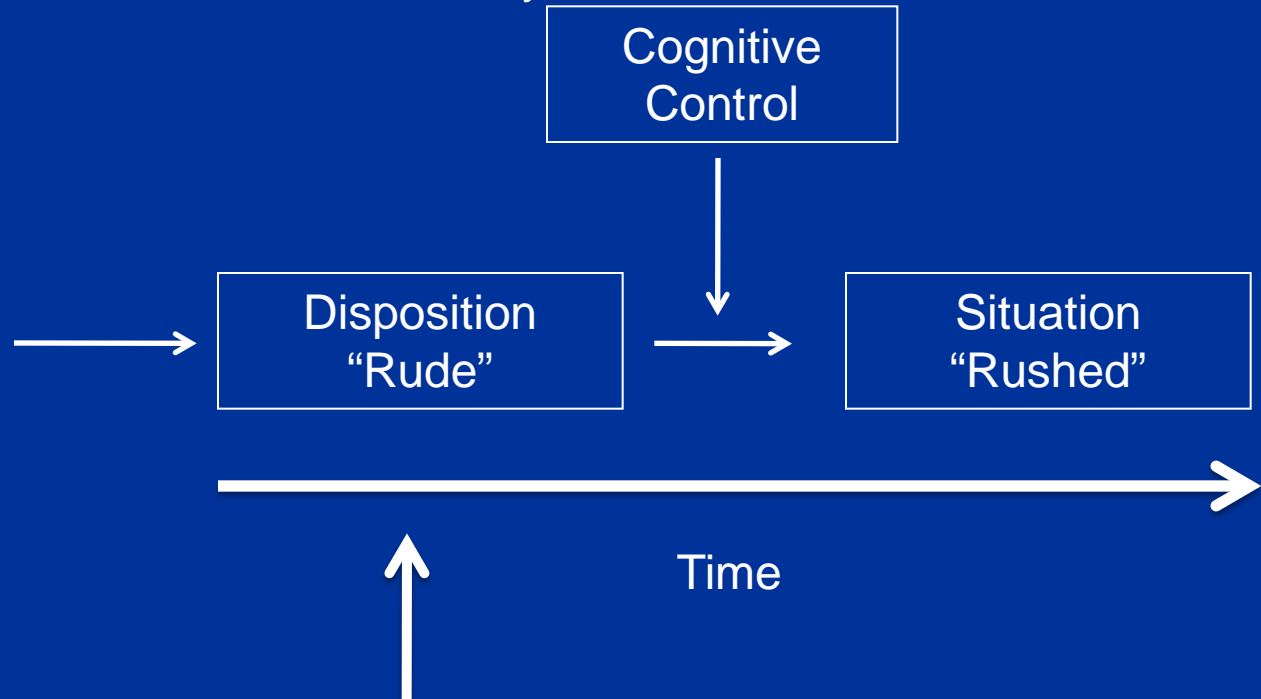 Cognitive
Control
Disposition
“Rude”
Situation
“Rushed”
Time